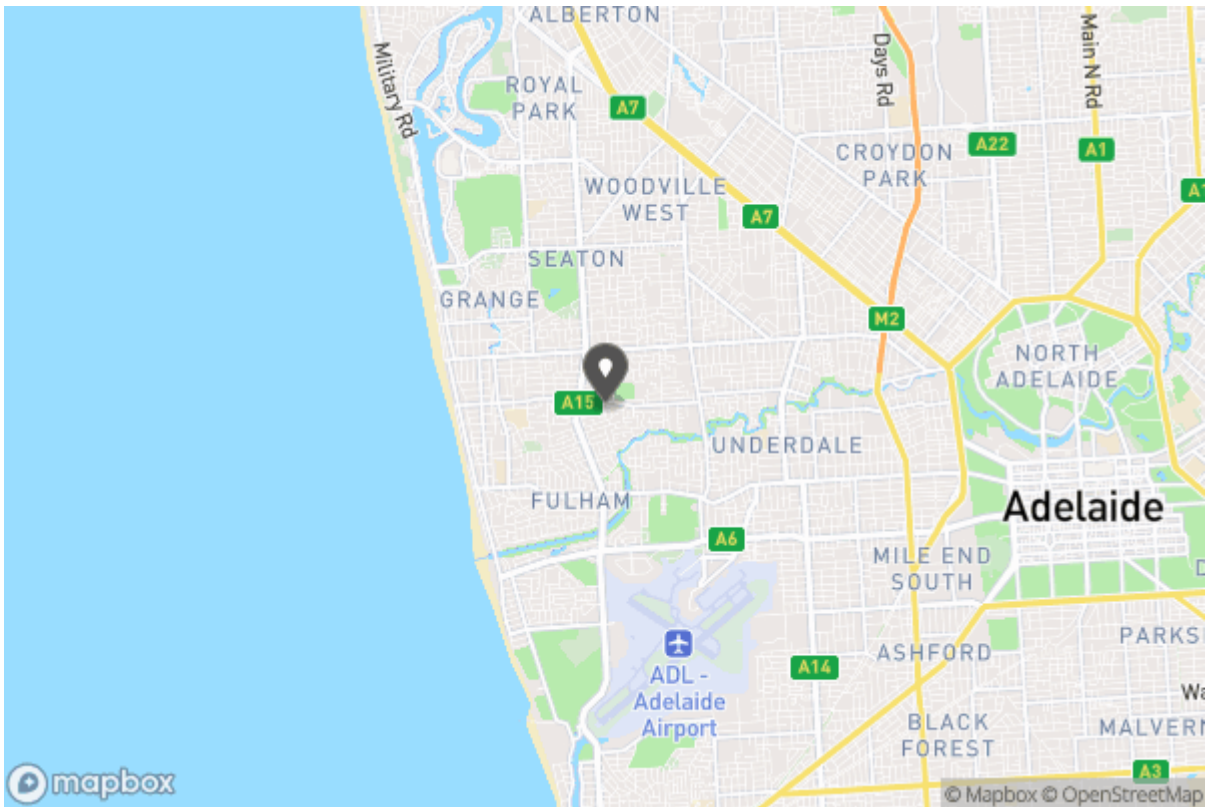 ALBERTON
Military Rd
Days Rd
Main N Rd
ROYAL
PARK
A7
A22
A1
CROYDON
PARK
WOODVILLE
WEST
A7
SEATON
GRANGE
M2
NORTH
ADELAIDE
A15
UNDERDALE
FULHAM
Adelaide
A6
MILE END
SOUTH
ADL -
Adelaide
Airport
A14
ASHFORD
PARKS
Wa
BLACK
FOREST
MALVERN
A3
mapbox
© Mapbox © OpenStreetMap